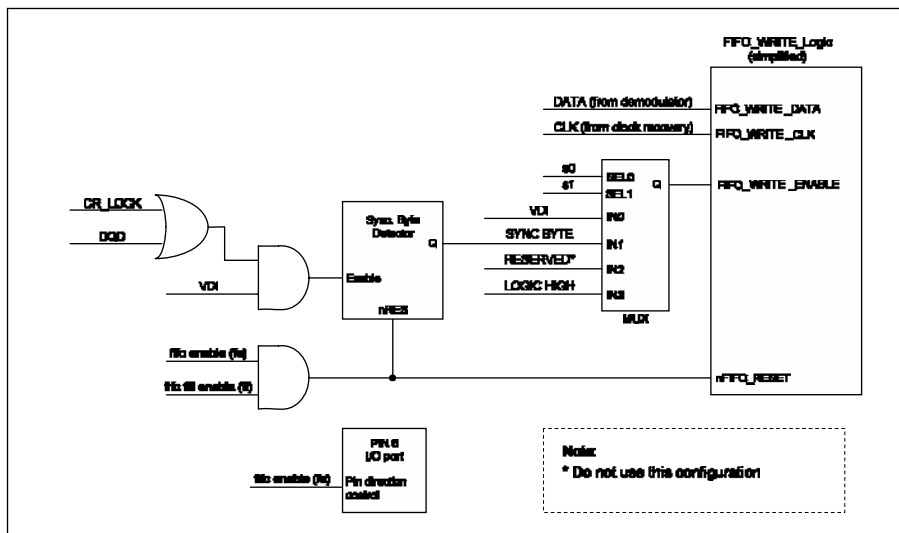 FIFO_WRITE_Logic
(simplified)
DATA (from demodulator)
FIFO_WRITE_DATA
CLK (from clock recovery)
FIFO_WRITE_CLK
s0
SEL0
s1
SEL1
Q
FIFO_WRITE_ENABLE
CR_LOCK
DQD
VDI
Sync. Byte
Detector
Q
Enable
nRES
VDI
IN0
SYNC BYTE
IN1
RESERVED*
IN2
LOGIC HIGH
IN3
MUX
fifo enable (fe)
fifo fill enable (ff)
nFIFO_RESET
PIN 6
I/O port
fifo enable (fe)
Pin direction
control
Note:
* Do not use this configuration